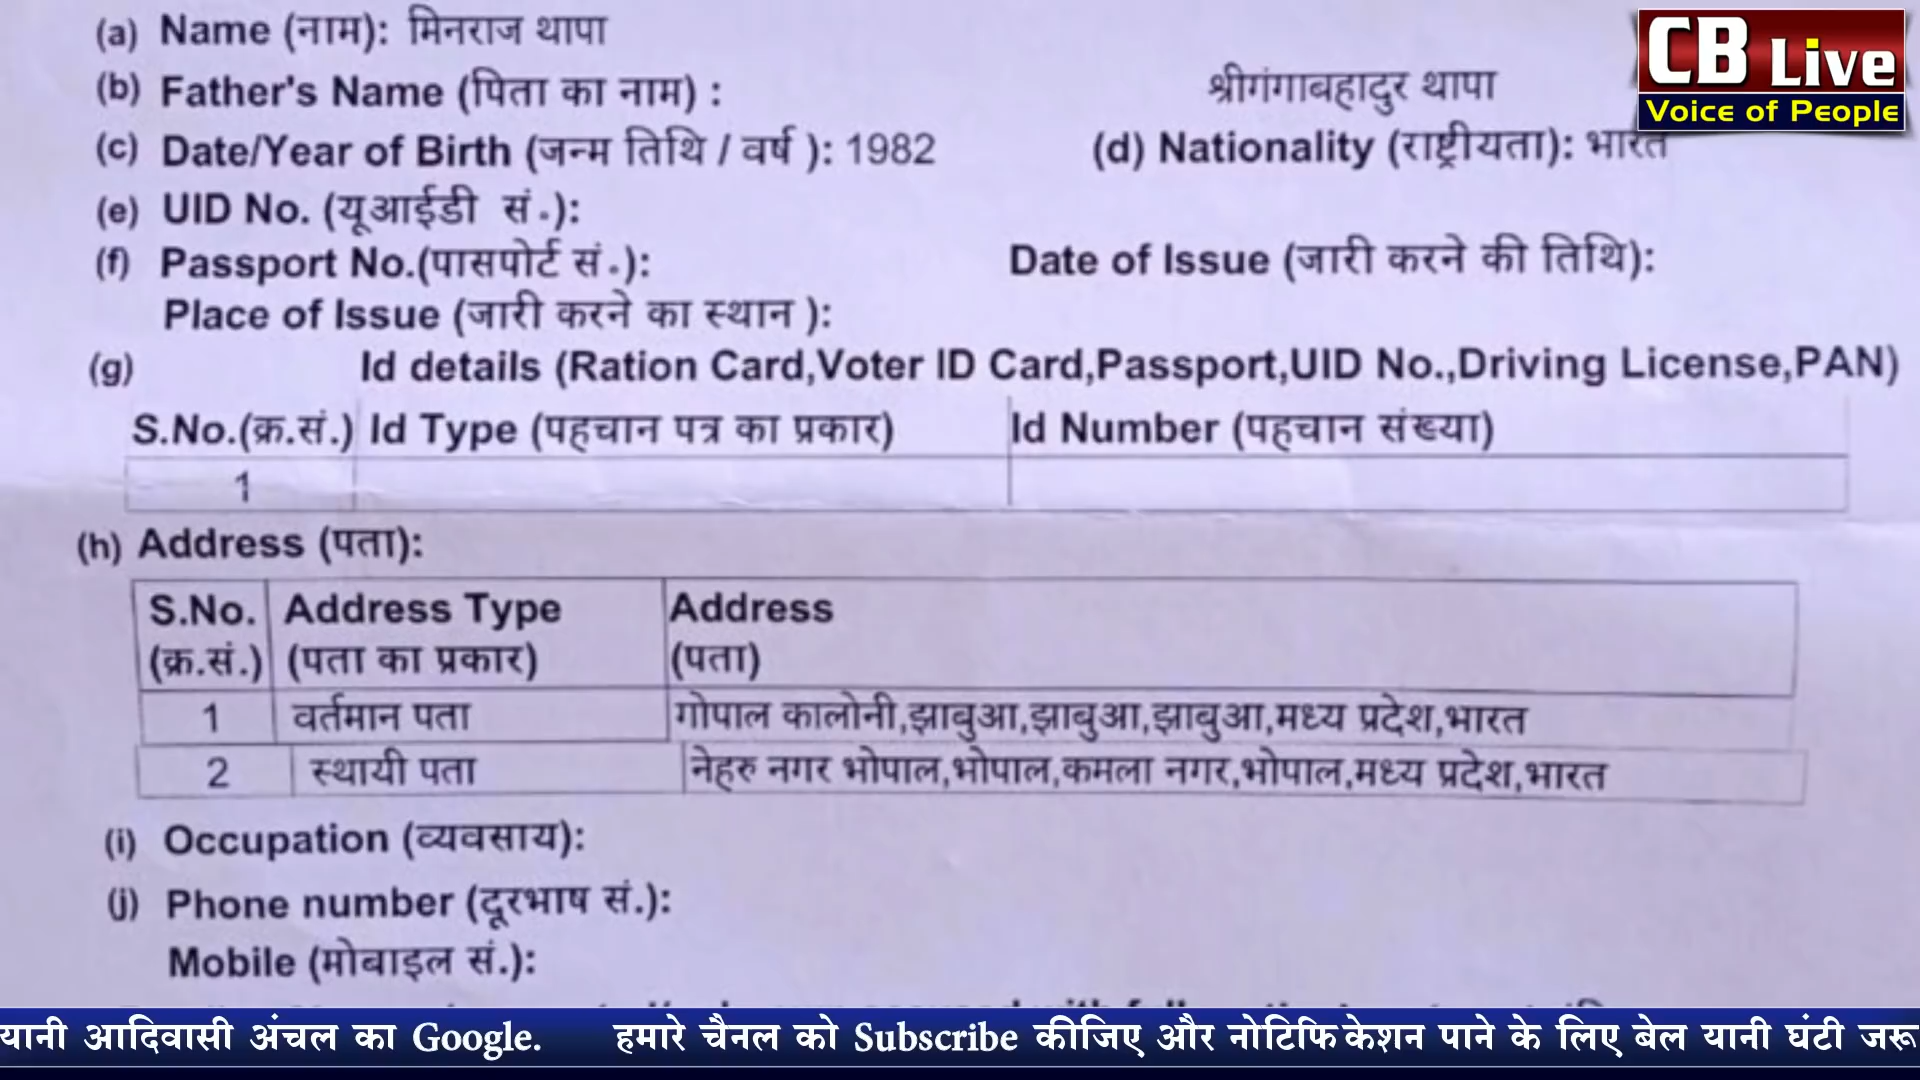 (a) Name (नाम): मिनराज थापा
(b) Father's Name (पिता का नाम) : श्रीगंगाबहादुर थापा
CB Live
Voice of People
(c) Date/Year of Birth (जन्म तिथि / वर्ष ): 1982 (d) Nationality (राष्ट्रीयता): भारत
(e) UID No. (यूआईडी सं.):
(f) Passport No.(पासपोर्ट सं.): Date of Issue (जारी करने की तिथि):
Place of Issue (जारी करने का स्थान ):
(g) Id details (Ration Card,Voter ID Card,Passport,UID No.,Driving License,PAN)
S.No.(क्र.सं.) Id Type (पहचान पत्र का प्रकार) Id Number (पहचान संख्या)
1
(h) Address (पता):
S.No. Address Type Address
(क्र.सं.) (पता का प्रकार) (पता)
1 वर्तमान पता गोपाल कालोनी,झाबुआ,झाबुआ,झाबुआ,मध्य प्रदेश,भारत
2 स्थायी पता नेहरु नगर भोपाल,भोपाल,कमला नगर,भोपाल,मध्य प्रदेश,भारत
(i) Occupation (व्यवसाय):
(j) Phone number (दूरभाष सं.):
Mobile (मोबाइल सं.):
यानी आदिवासी अंचल का Google. हमारे चैनल को Subscribe कीजिए और नोटिफिकेशन पाने के लिए बेल यानी घंटी जरू